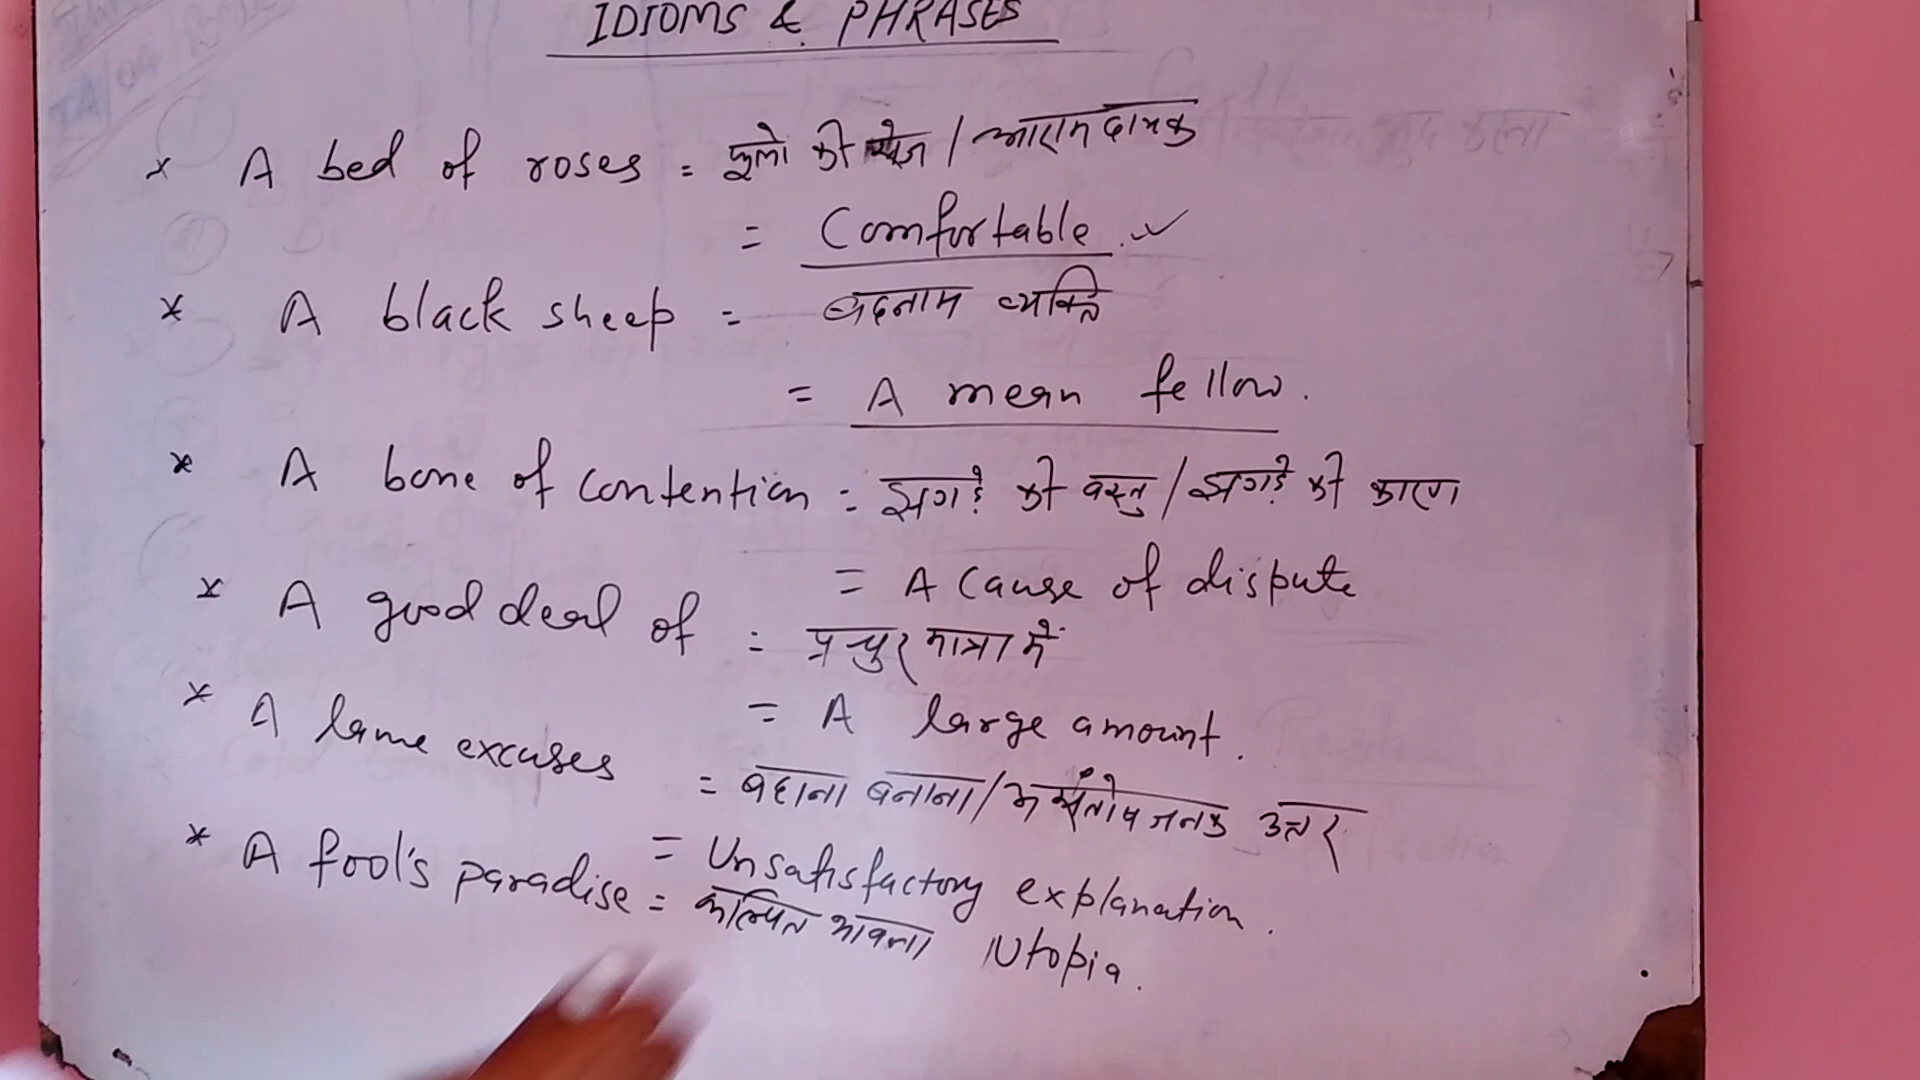 IDIOMS & PHRASES
* A bed of roses = फूलो की सेज / आरामदायक
= Comfortable.
* A black sheep = बदनाम व्यक्ति
= A mean fellow.
* A bone of contention = झगड़े की वस्तु / झगड़े की कारण
= A cause of dispute
* A good deal of = प्रचुर मात्रा में
= A large amount.
* A lame excuses = बहाना बनाना / असंतोषजनक उत्तर
= Unsatisfactory explanation.
* A fool's paradise = काल्पित भावना / Utopia.